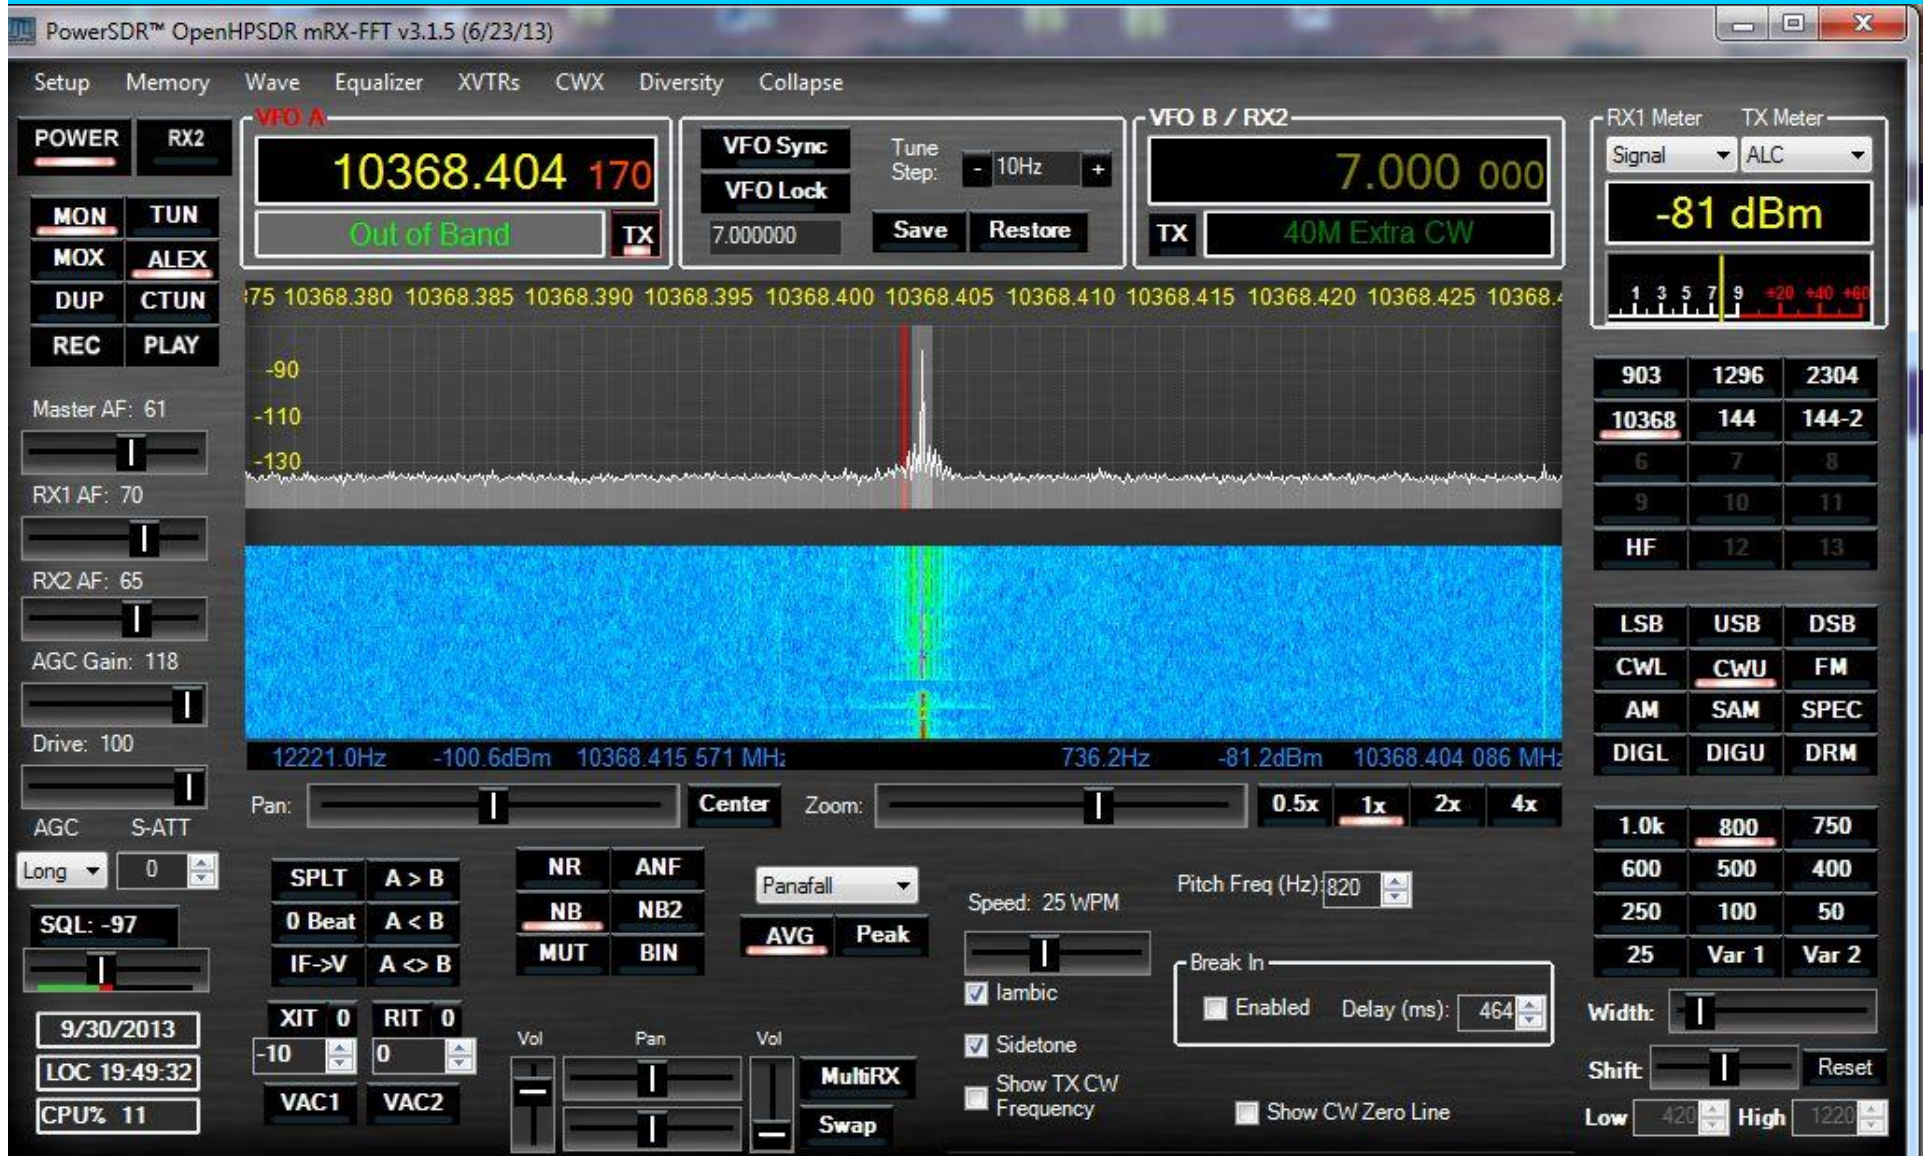 PowerSDR™ OpenHPSDR mRX-FFT v3.1.5 (6/23/13)
Setup Memory Wave Equalizer XVTRs CWX Diversity Collapse
POWER RX2
MON TUN
MOX ALEX
DUP CTUN
REC PLAY
Master AF: 61
RX1 AF: 70
RX2 AF: 65
AGC Gain: 118
Drive: 100
AGC S-ATT
Long 0
SQL: -97
9/30/2013
LOC 19:49:32
CPU% 11
VFO A
10368.404 170
Out of Band TX
VFO Sync
VFO Lock
7.000000
Tune
Step: - 10Hz +
Save Restore
VFO B / RX2
7.000 000
TX 40M Extra CW
RX1 Meter TX Meter
Signal ALC
-81 dBm
1 3 5 7 9 +20 +40 +60
375 10368.380 10368.385 10368.390 10368.395 10368.400 10368.405 10368.410 10368.415 10368.420 10368.425 10368.4
-90
-110
-130
12221.0Hz -100.6dBm 10368.415 571 MHz 736.2Hz -81.2dBm 10368.404 086 MHz
Pan: Center Zoom: 0.5x 1x 2x 4x
SPLT A > B
0 Beat A < B
IF->V A <> B
XIT 0 RIT 0
-10 0
VAC1 VAC2
NR ANF
NB NB2
MUT BIN
Panafall
AVG Peak
Vol Pan Vol
MultiRX
Swap
Speed: 25 WPM
Iambic
Sidetone
Show TX CW
Frequency
Pitch Freq (Hz): 820
Break In
Enabled Delay (ms): 464
Show CW Zero Line
903 1296 2304
10368 144 144-2
6 7 8
9 10 11
HF 12 13
LSB USB DSB
CWL CWU FM
AM SAM SPEC
DIGL DIGU DRM
1.0k 800 750
600 500 400
250 100 50
25 Var 1 Var 2
Width:
Shift: Reset
Low 420 High 1220